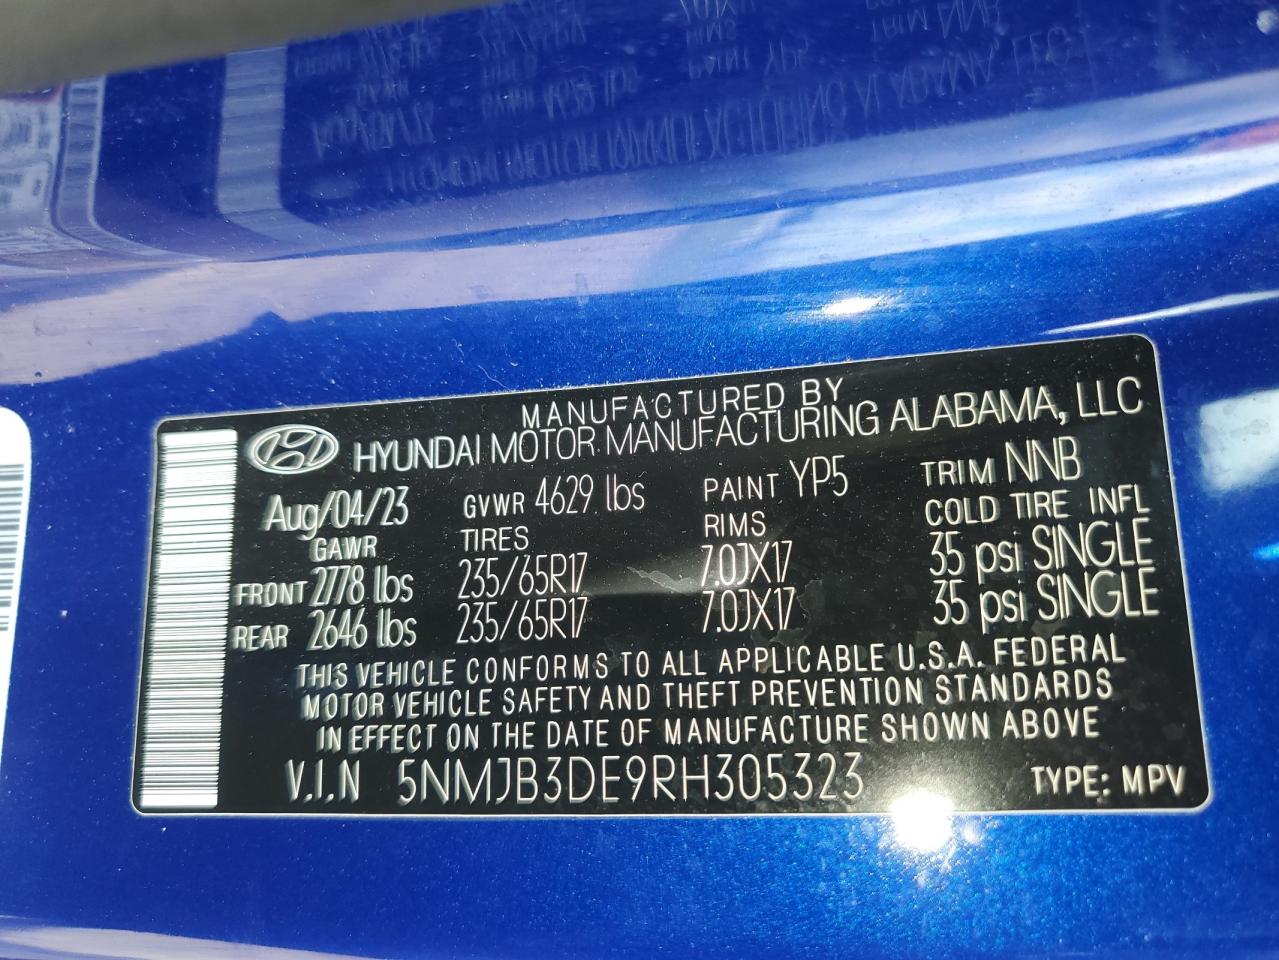 MANUFACTURED BY
HYUNDAI MOTOR MANUFACTURING ALABAMA, LLC
Aug/04/23 GVWR 4629 lbs PAINT YP5 TRIM NNB
GAWR TIRES RIMS COLD TIRE INFL
FRONT 2778 lbs 235/65R17 7.0JX17 35 psi SINGLE
REAR 2646 lbs 235/65R17 7.0JX17 35 psi SINGLE
THIS VEHICLE CONFORMS TO ALL APPLICABLE U.S.A. FEDERAL
MOTOR VEHICLE SAFETY AND THEFT PREVENTION STANDARDS
IN EFFECT ON THE DATE OF MANUFACTURE SHOWN ABOVE
V.I.N 5NMJB3DE9RH305323 TYPE: MPV